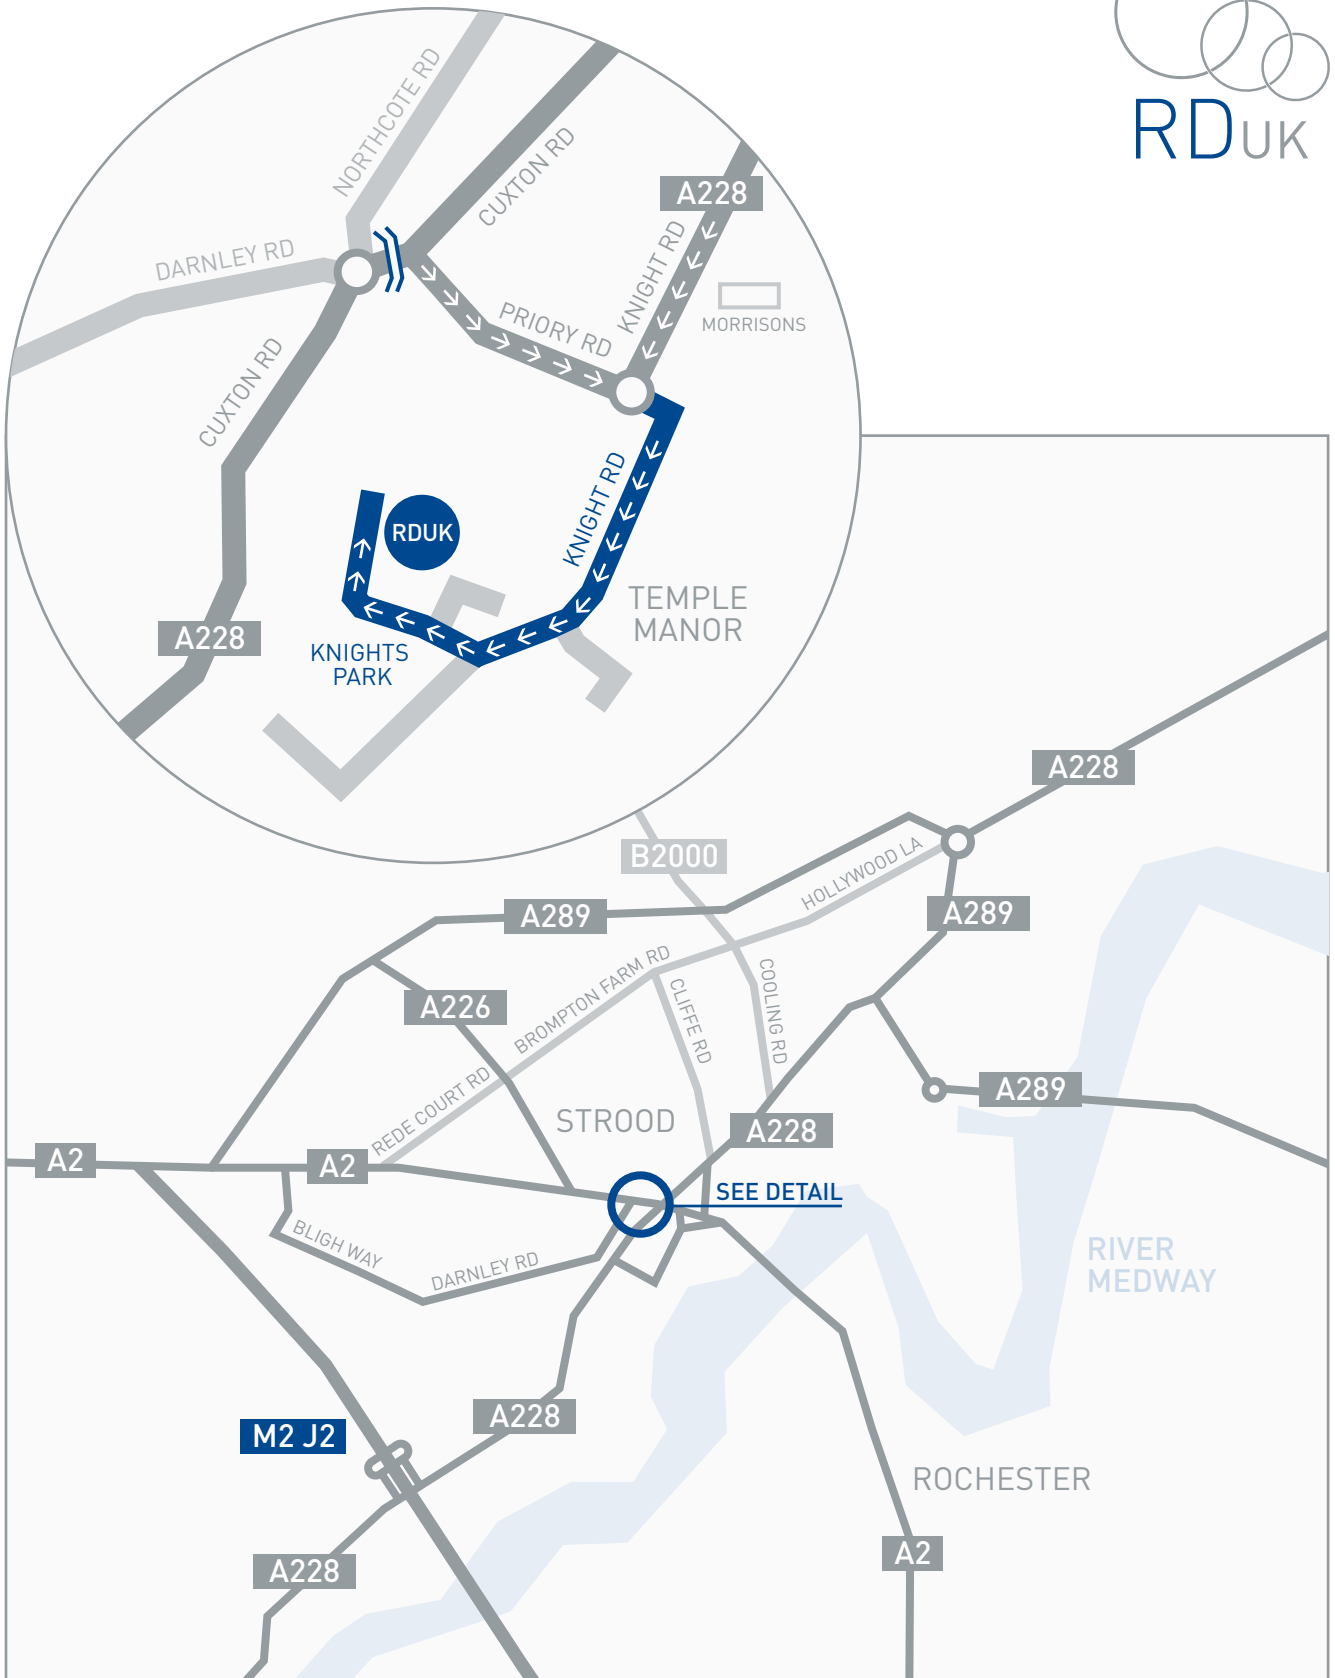 RDUK
NORTHCOTE RD
CUXTON RD
A228
DARNLEY RD
KNIGHT RD
PRIORY RD
MORRISONS
CUXTON RD
KNIGHT RD
RDUK
TEMPLE
MANOR
A228
KNIGHTS
PARK
A228
B2000
HOLLYWOOD LA
A289
A289
BROMPTON FARM RD
COOLING RD
A226
CLIFFE RD
A289
REDE COURT RD
STROOD
A228
A2
A2
SEE DETAIL
BLIGH WAY
DARNLEY RD
RIVER
MEDWAY
A228
M2 J2
ROCHESTER
A2
A228